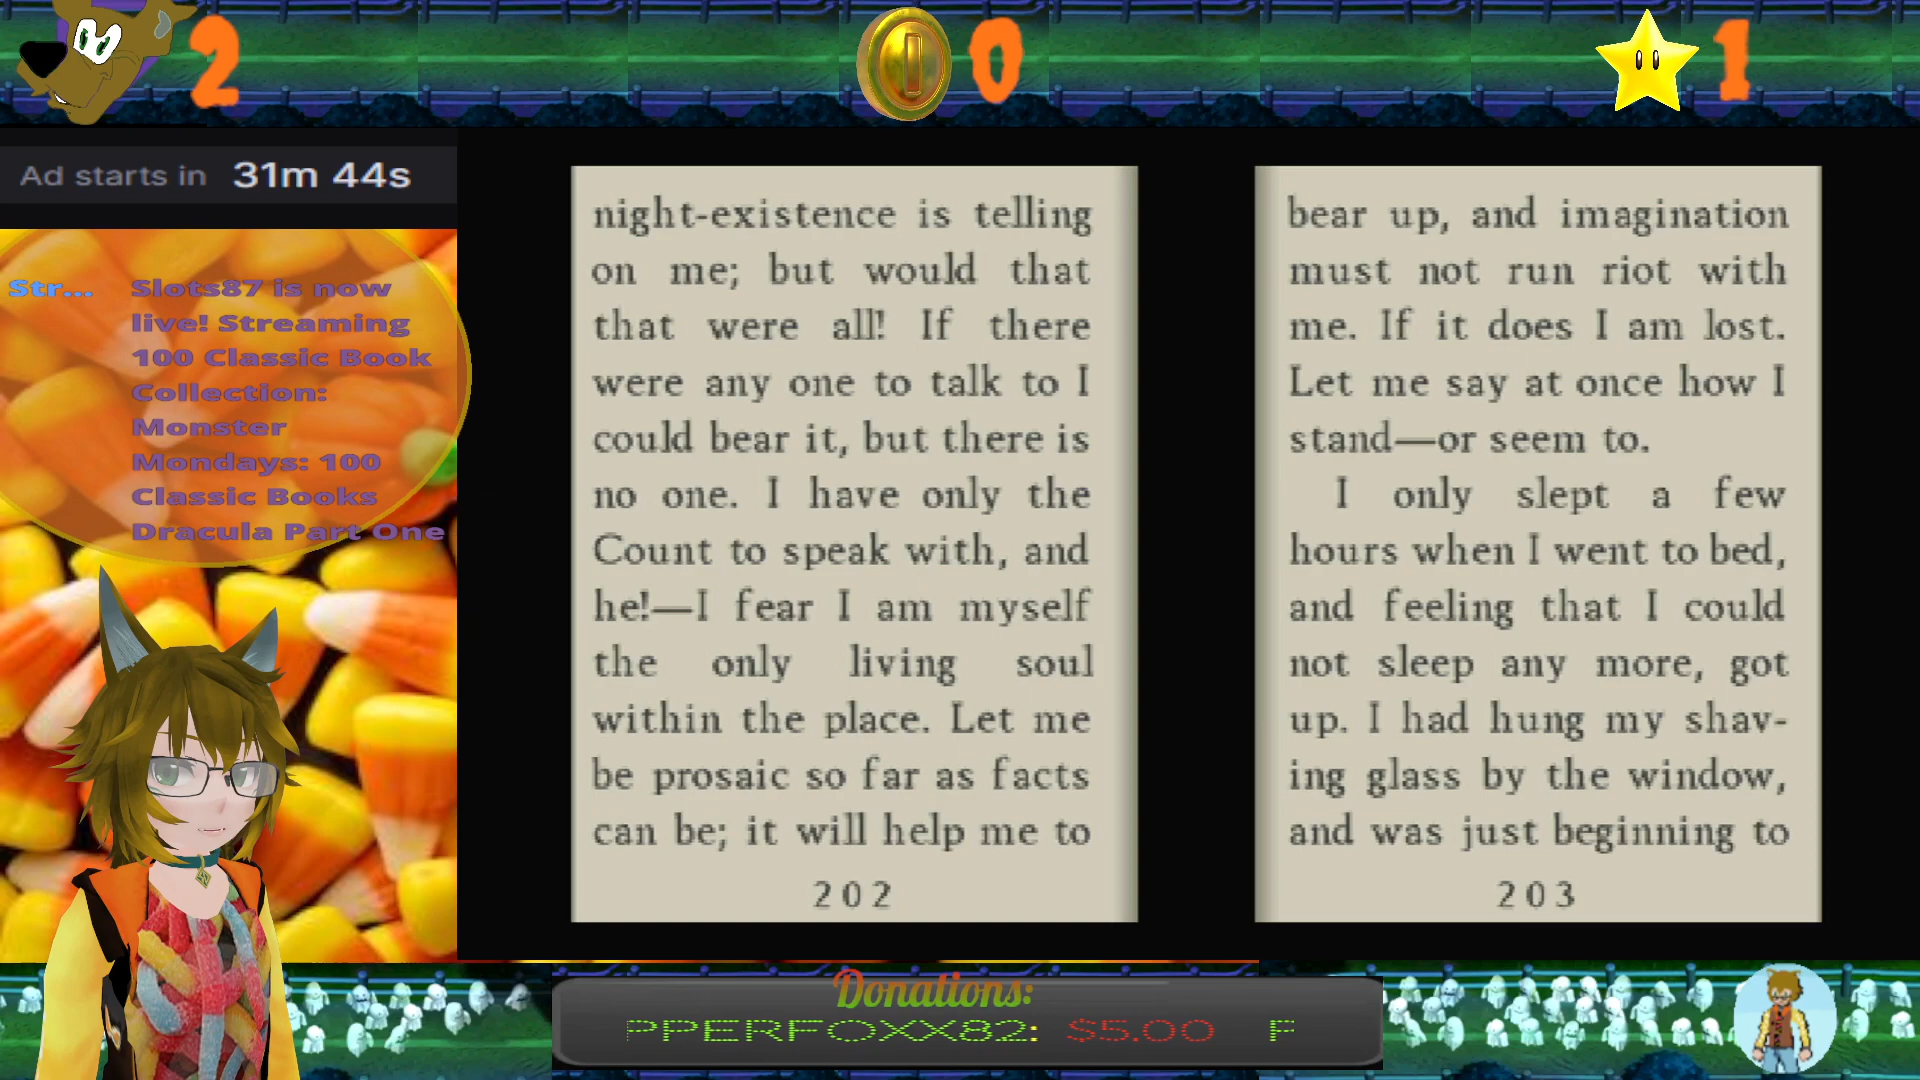 2
0
1
Ad starts in 31m 44s
Str... Slots87 is now
live! Streaming
100 Classic Book
Collection:
Monster
Mondays: 100
Classic Books
Dracula Part One
night-existence is telling
on me; but would that
that were all! If there
were any one to talk to I
could bear it, but there is
no one. I have only the
Count to speak with, and
he!—I fear I am myself
the only living soul
within the place. Let me
be prosaic so far as facts
can be; it will help me to
202
bear up, and imagination
must not run riot with
me. If it does I am lost.
Let me say at once how I
stand—or seem to.
I only slept a few
hours when I went to bed,
and feeling that I could
not sleep any more, got
up. I had hung my shav-
ing glass by the window,
and was just beginning to
203
Donations:
PPERFOXX82: $5.00 F